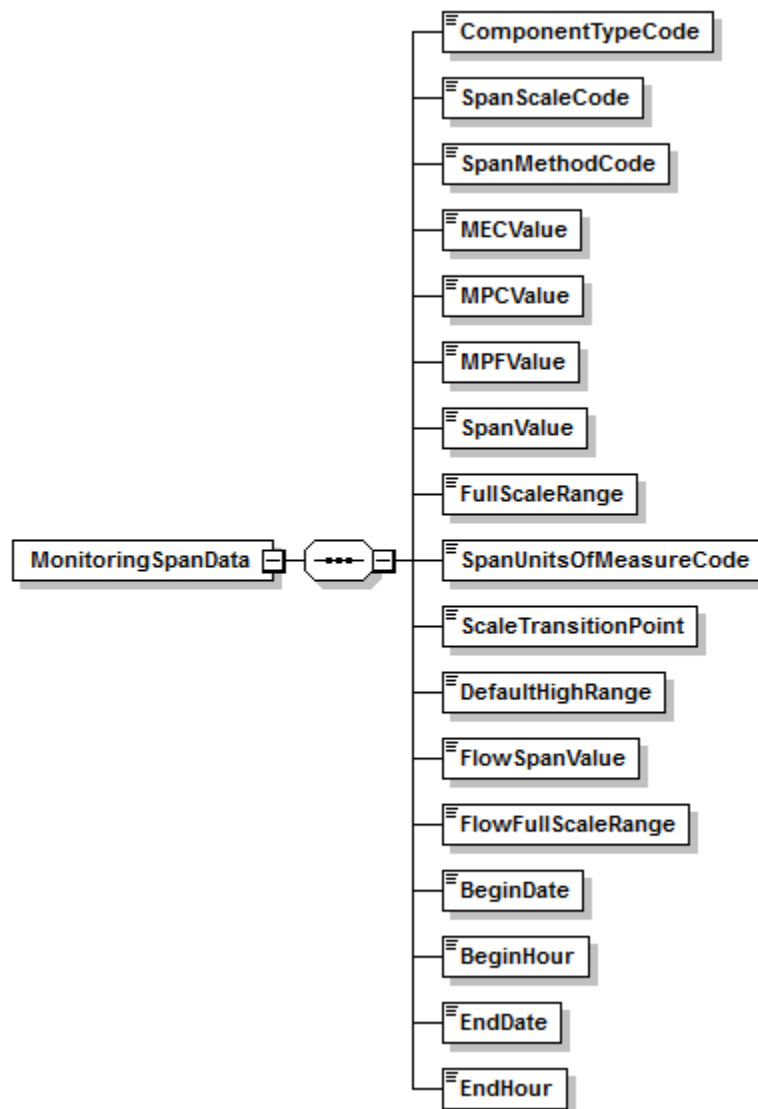 ComponentTypeCode
SpanScaleCode
SpanMethodCode
MECValue
MPCValue
MPFValue
SpanValue
FullScaleRange
MonitoringSpanData
SpanUnitsOfMeasureCode
ScaleTransitionPoint
DefaultHighRange
FlowSpanValue
FlowFullScaleRange
BeginDate
BeginHour
EndDate
EndHour